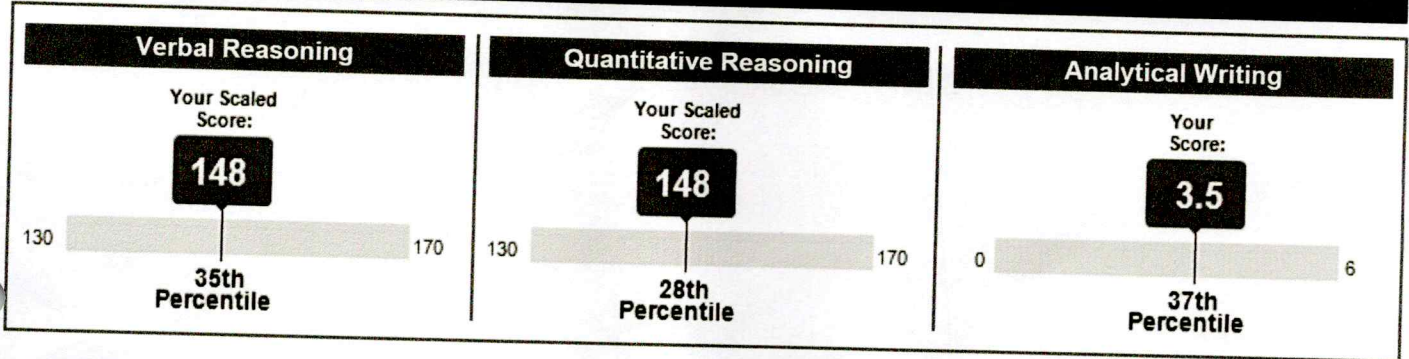 Verbal Reasoning
Your Scaled
Score:
148
130
170
35th
Percentile
Quantitative Reasoning
Your Scaled
Score:
148
130
170
28th
Percentile
Analytical Writing
Your
Score:
3.5
0
6
37th
Percentile